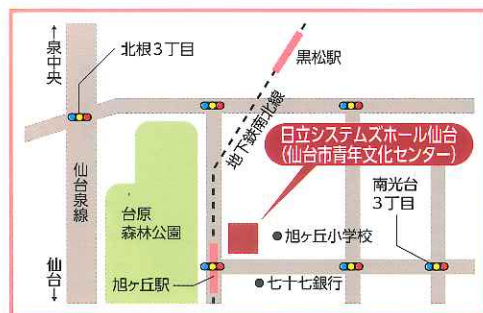 ↑泉中央
北根3丁目
黒松駅
地下鉄南北線
日立システムズホール仙台
(仙台市青年文化センター)
仙台泉線
台原
森林公園
南光台
3丁目
旭ヶ丘小学校
仙台↓
旭ヶ丘駅
七十七銀行